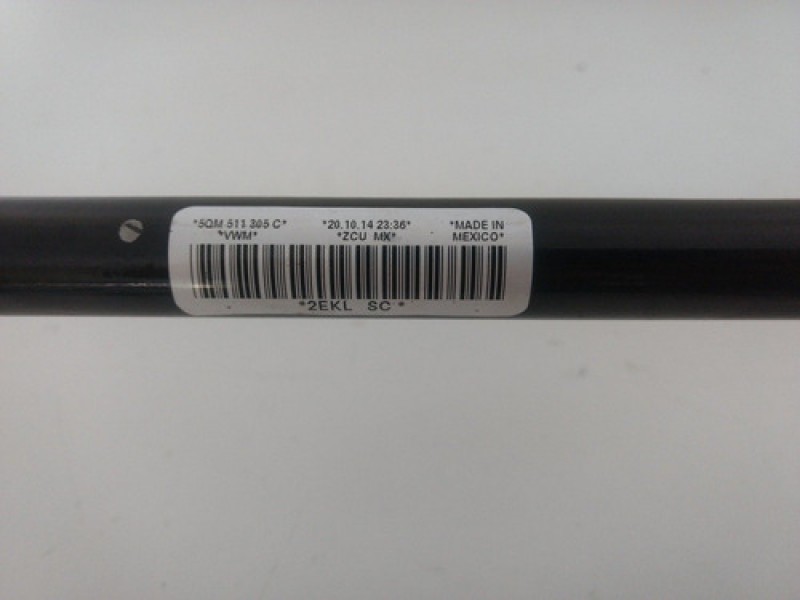 *5QM 511 305 C* *20.10.14 23:36* *MADE IN
*VWM* *ZCU MX* MEXICO*
*2EKL SC*